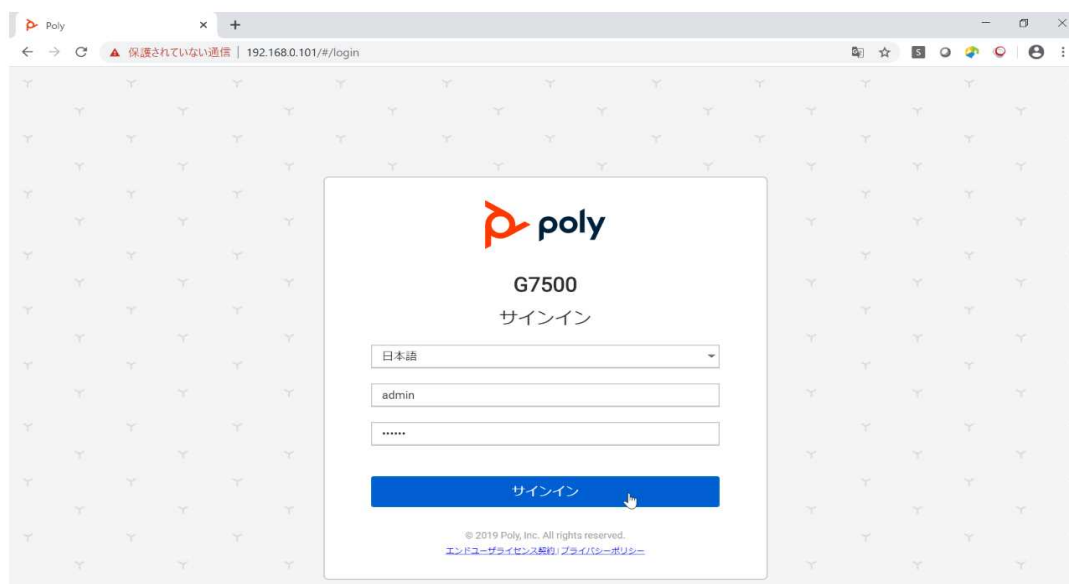 Poly
保護されていない通信 | 192.168.0.101/#/login
poly
G7500
サインイン
日本語
admin
••••••
サインイン
© 2019 Poly, Inc. All rights reserved.
エンドユーザライセンス契約 | プライバシーポリシー